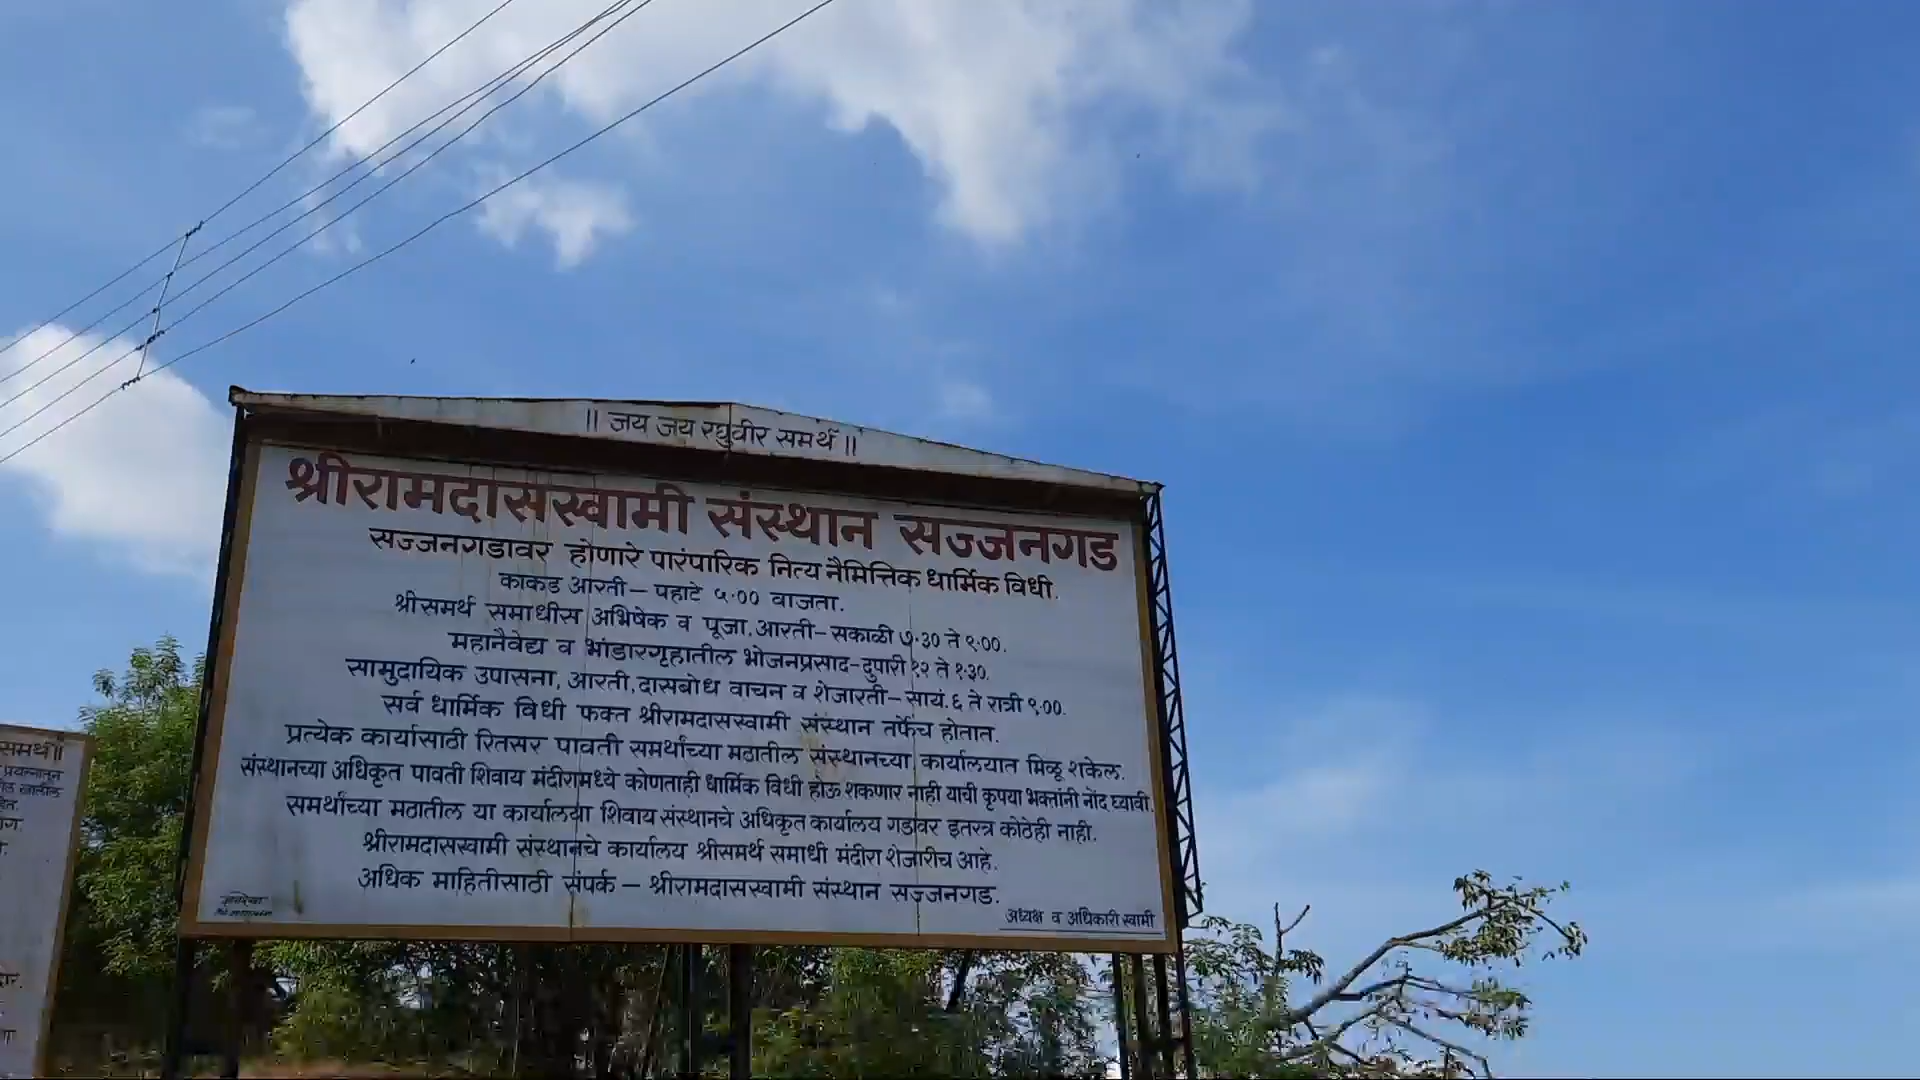 ॥ जय जय रघुवीर समर्थ ॥
श्रीरामदासस्वामी संस्थान सज्जनगड
सज्जनगडावर होणारे पारंपारिक नित्य नैमित्तिक धार्मिक विधी.
काकड आरती – पहाटे ५.०० वाजता.
श्रीसमर्थ समाधीस अभिषेक व पूजा, आरती – सकाळी ७.३० ते ९.००.
महानैवेद्य व भांडारगृहातील भोजनप्रसाद - दुपारी १२ ते १.३०.
सामुदायिक उपासना, आरती, दासबोध वाचन व शेजारती – सायं. ६ ते रात्री ९.००.
सर्व धार्मिक विधी फक्त श्रीरामदासस्वामी संस्थान तर्फेच होतात.
प्रत्येक कार्यासाठी रितसर पावती समर्थांच्या मठातील संस्थानच्या कार्यालयात मिळू शकेल.
संस्थानच्या अधिकृत पावती शिवाय मंदीरामध्ये कोणताही धार्मिक विधी होऊ शकणार नाही याची कृपया भक्तांनी नोंद घ्यावी.
समर्थांच्या मठातील या कार्यालया शिवाय संस्थानचे अधिकृत कार्यालय गडावर इतरत्र कोठेही नाही.
श्रीरामदासस्वामी संस्थानचे कार्यालय श्रीसमर्थ समाधी मंदीरा शेजारीच आहे.
अधिक माहितीसाठी संपर्क – श्रीरामदासस्वामी संस्थान सज्जनगड.
अध्यक्ष व अधिकारी स्वामी
समर्थ॥